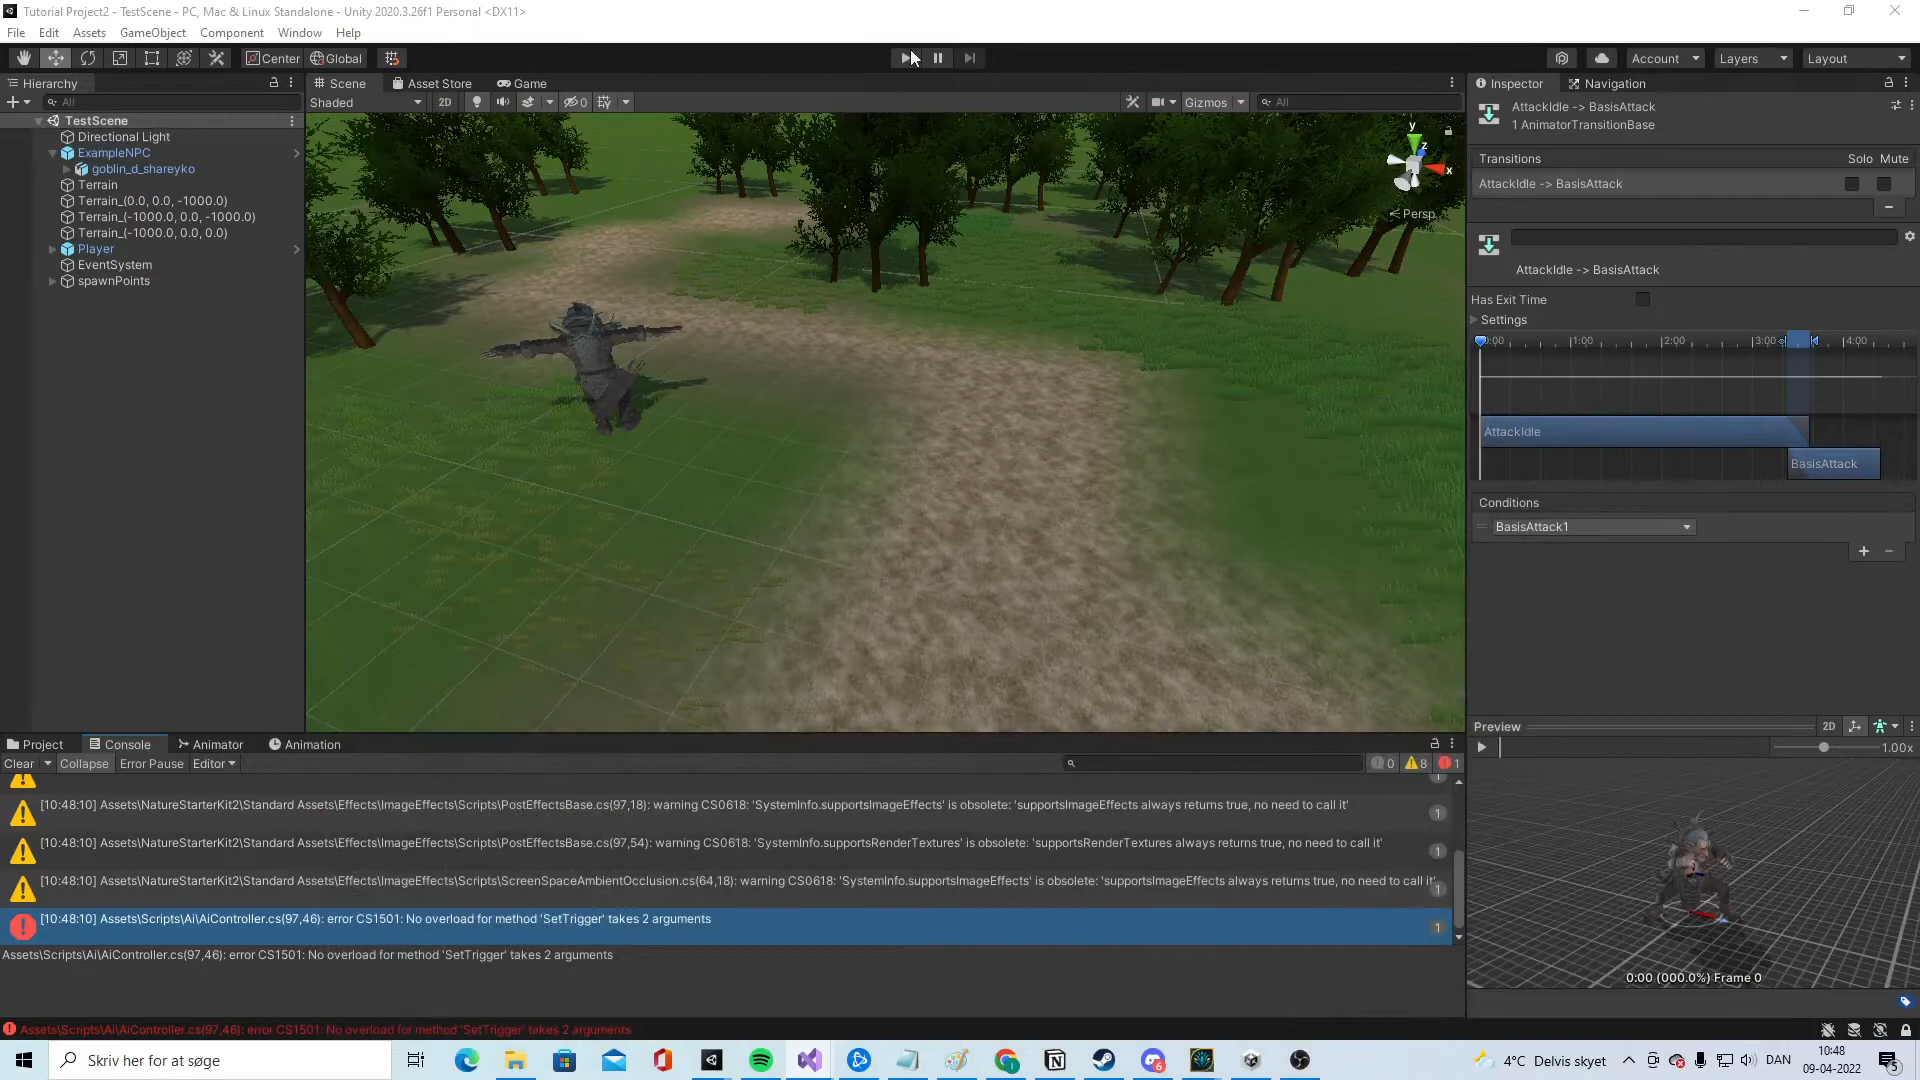 Tutorial Project2 - TestScene - PC, Mac & Linux Standalone - Unity 2020.3.26f1 Personal <DX11>
File Edit Assets GameObject Component Window Help
Center Global Account Layers Layout
Hierarchy
All
TestScene
Directional Light
ExampleNPC
goblin_d_shareyko
Terrain
Terrain_(0.0, 0.0, -1000.0)
Terrain_(-1000.0, 0.0, -1000.0)
Terrain_(-1000.0, 0.0, 0.0)
Player
EventSystem
spawnPoints
Scene Asset Store Game
Shaded 2D 0 Gizmos All
y
z
x
Persp
Inspector Navigation
AttackIdle -> BasisAttack
1 AnimatorTransitionBase
Transitions Solo Mute
AttackIdle -> BasisAttack
AttackIdle -> BasisAttack
Has Exit Time
Settings
0:00 1:00 2:00 3:00 4:00
AttackIdle
BasisAttack
Conditions
BasisAttack1
Preview 2D
1.00x
0:00 (000.0%) Frame 0
Project Console Animator Animation
Clear Collapse Error Pause Editor 0 8 1
1
[10:48:10] Assets\NatureStarterKit2\Standard Assets\Effects\ImageEffects\Scripts\PostEffectsBase.cs(97,18): warning CS0618: 'SystemInfo.supportsImageEffects' is obsolete: 'supportsImageEffects always returns true, no need to call it'
1
[10:48:10] Assets\NatureStarterKit2\Standard Assets\Effects\ImageEffects\Scripts\PostEffectsBase.cs(97,54): warning CS0618: 'SystemInfo.supportsRenderTextures' is obsolete: 'supportsRenderTextures always returns true, no need to call it'
1
[10:48:10] Assets\NatureStarterKit2\Standard Assets\Effects\ImageEffects\Scripts\ScreenSpaceAmbientOcclusion.cs(64,18): warning CS0618: 'SystemInfo.supportsImageEffects' is obsolete: 'supportsImageEffects always returns true, no need to call it'
1
[10:48:10] Assets\Scripts\Ai\AiController.cs(97,46): error CS1501: No overload for method 'SetTrigger' takes 2 arguments
1
Assets\Scripts\Ai\AiController.cs(97,46): error CS1501: No overload for method 'SetTrigger' takes 2 arguments
Assets\Scripts\Ai\AiController.cs(97,46): error CS1501: No overload for method 'SetTrigger' takes 2 arguments
Skriv her for at søge
6
4°C Delvis skyet
DAN
10:48
09-04-2022
5